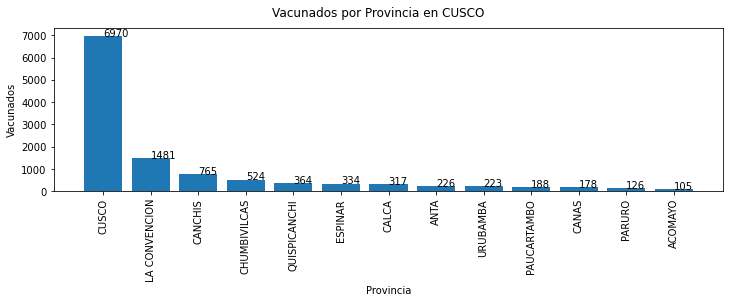 Vacunados por Provincia en CUSCO
Vacunados
7000
6000
5000
4000
3000
2000
1000
0
6970
1481
765
524
364
334
317
226
223
188
178
126
105
CUSCO
LA CONVENCION
CANCHIS
CHUMBIVILCAS
QUISPICANCHI
ESPINAR
CALCA
ANTA
URUBAMBA
PAUCARTAMBO
CANAS
PARURO
ACOMAYO
Provincia